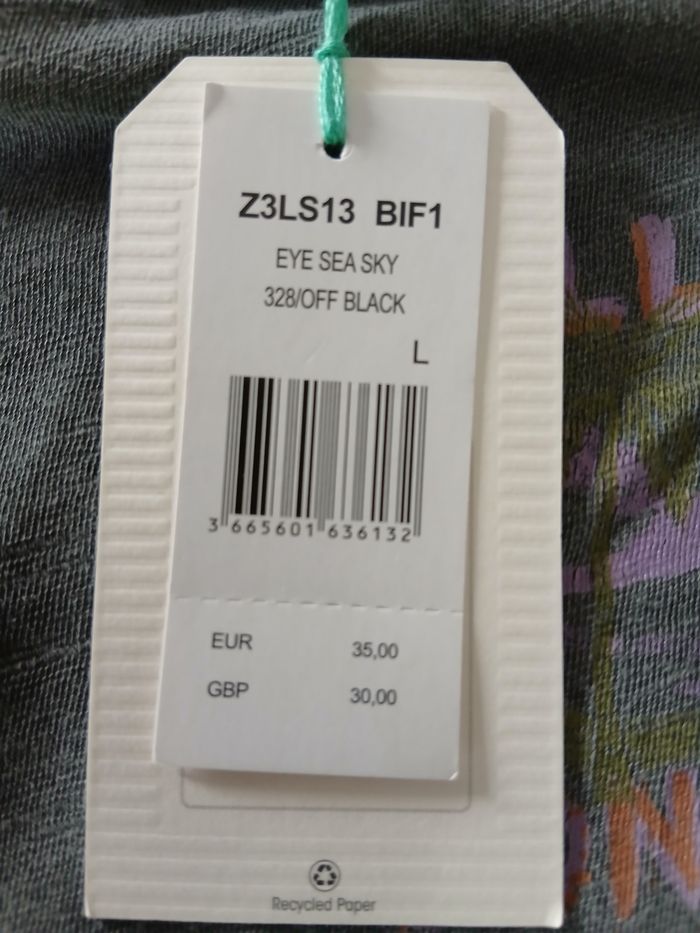 Z3LS13 BIF1
EYE SEA SKY
328/OFF BLACK
L
3 665601 636132
EUR 35,00
GBP 30,00
Recycled Paper